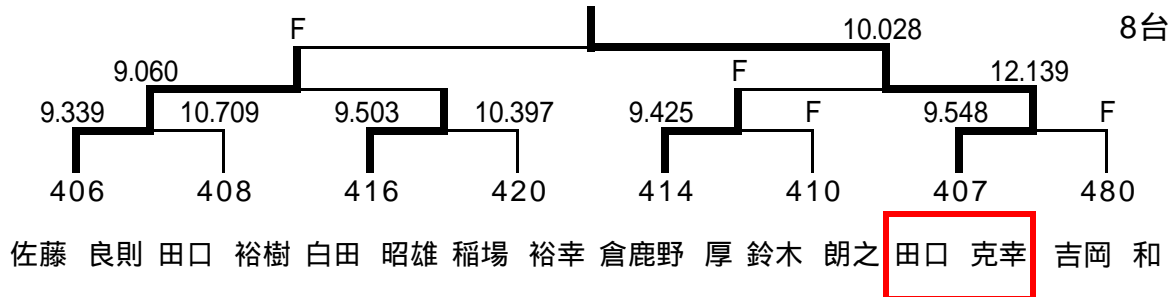 F 10.028 8台
9.060 F 12.139
9.339 10.709 9.503 10.397 9.425 F 9.548 F
406 408 416 420 414 410 407 480
佐藤 良則 田口 裕樹 白田 昭雄 稲場 裕幸 倉鹿野 厚 鈴木 朗之 田口 克幸 吉岡 和